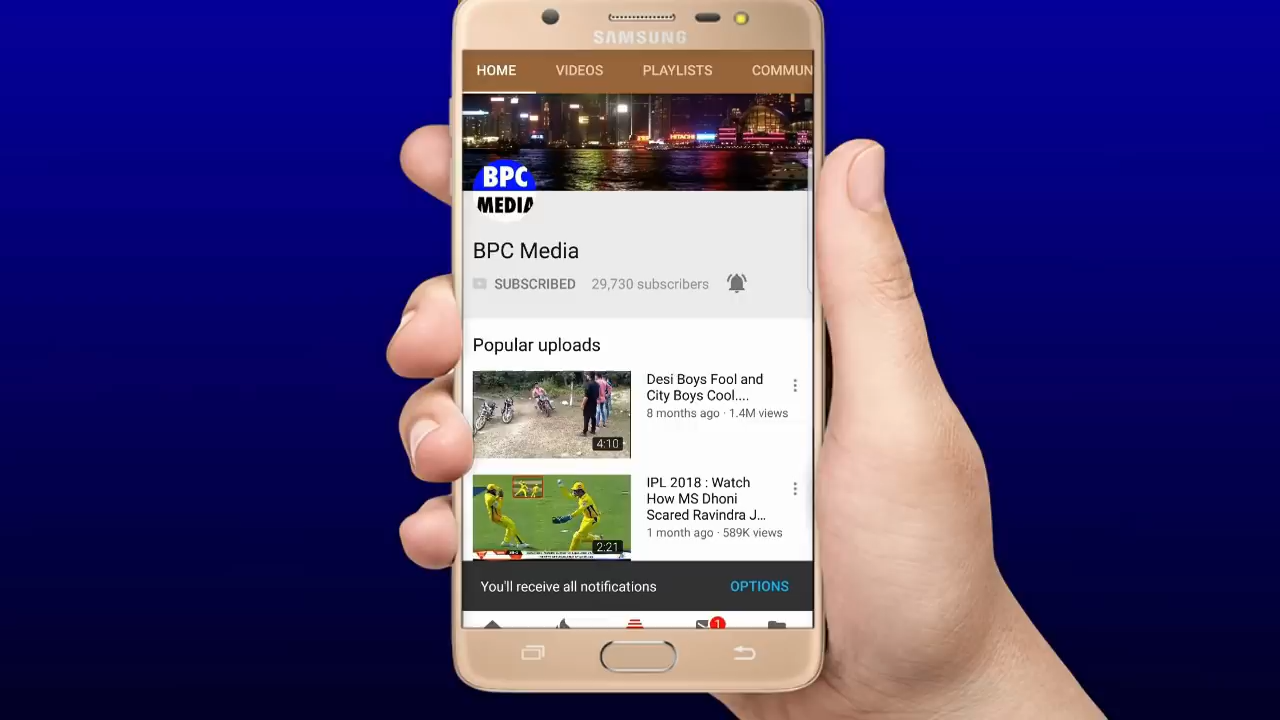 SAMSUNG
HOME VIDEOS PLAYLISTS COMMUN
HITACHI
BPC
MEDIA
BPC Media
SUBSCRIBED 29,730 subscribers
Popular uploads
Desi Boys Fool and
City Boys Cool....
8 months ago · 1.4M views
4:10
IPL 2018 : Watch
How MS Dhoni
Scared Ravindra J...
1 month ago · 589K views
2:21
You'll receive all notifications OPTIONS
1